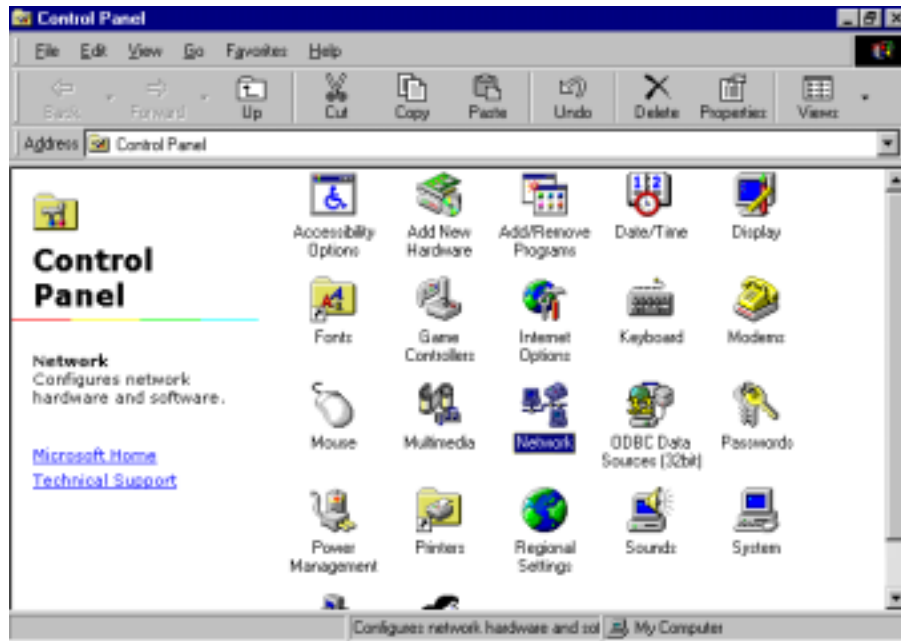 Control Panel
File Edit View Go Favorites Help
Back Forward Up Cut Copy Paste Undo Delete Properties Views
Address Control Panel
Control
Panel
Network
Configures network
hardware and software.
Microsoft Home
Technical Support
Accessibility
Options
Add New
Hardware
Add/Remove
Programs
Date/Time
Display
Fonts
Game
Controllers
Internet
Options
Keyboard
Modems
Mouse
Multimedia
Network
ODBC Data
Sources (32bit)
Passwords
Power
Management
Printers
Regional
Settings
Sounds
System
Configures network hardware and sof
My Computer